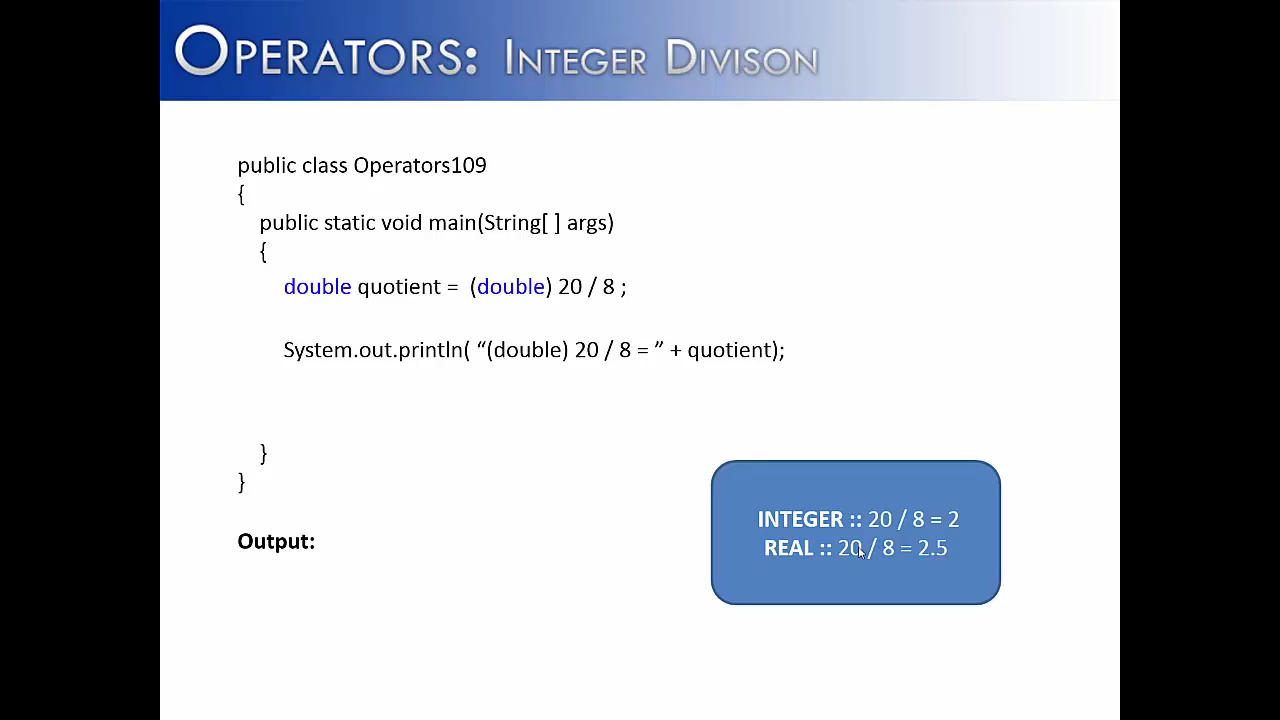 OPERATORS: INTEGER DIVISON
public class Operators109
{
public static void main(String[ ] args)
{
double quotient = (double) 20 / 8 ;
System.out.println( “(double) 20 / 8 = ” + quotient);
}
}
INTEGER :: 20 / 8 = 2
REAL :: 20 / 8 = 2.5
Output: